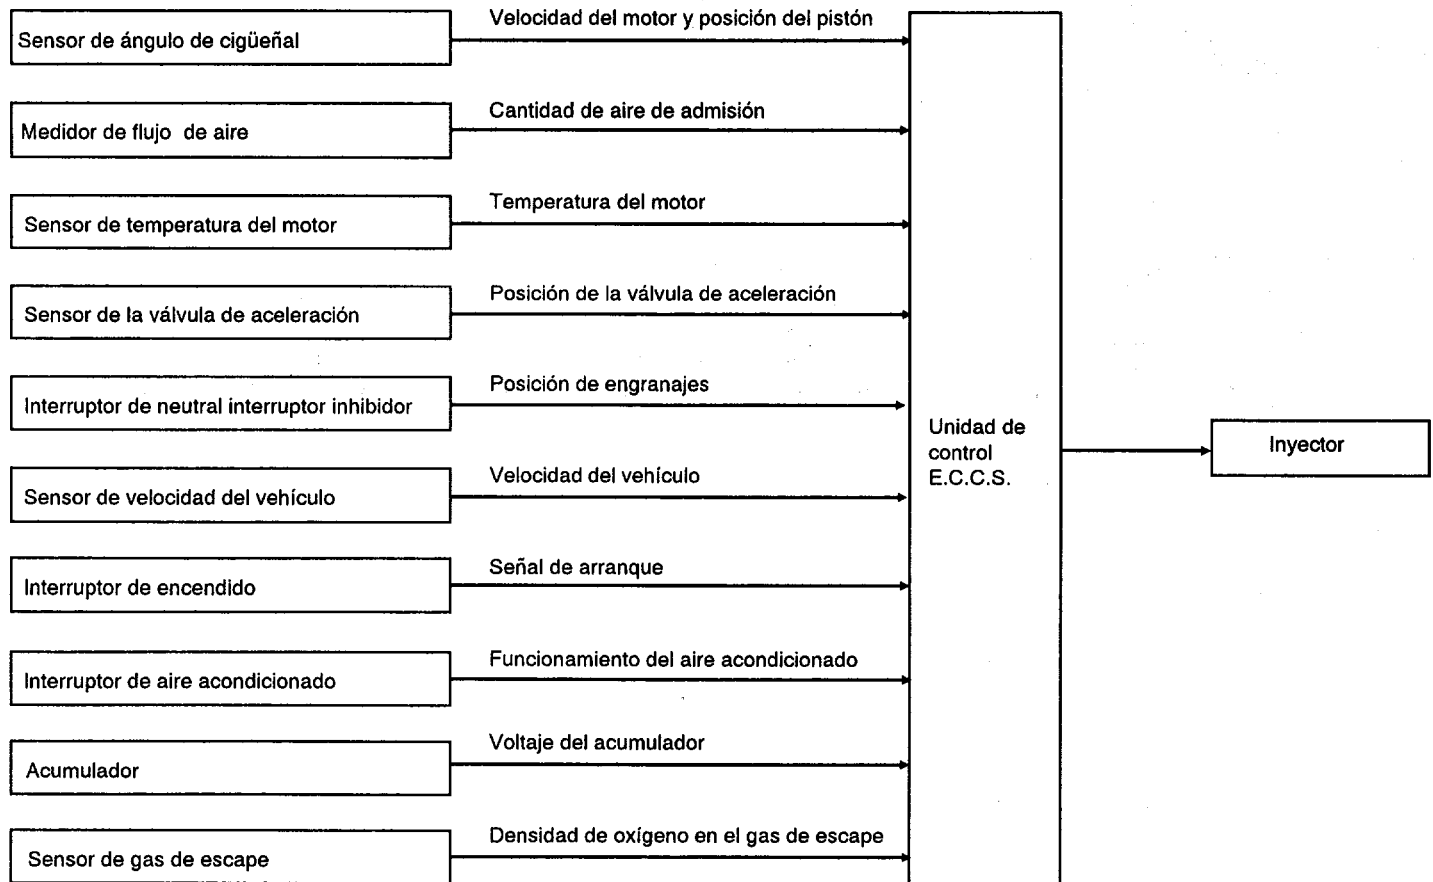 Sensor de ángulo de cigüeñal
Velocidad del motor y posición del pistón
Medidor de flujo de aire
Cantidad de aire de admisión
Sensor de temperatura del motor
Temperatura del motor
Sensor de la válvula de aceleración
Posición de la válvula de aceleración
Interruptor de neutral interruptor inhibidor
Posición de engranajes
Sensor de velocidad del vehículo
Velocidad del vehículo
Interruptor de encendido
Señal de arranque
Interruptor de aire acondicionado
Funcionamiento del aire acondicionado
Acumulador
Voltaje del acumulador
Sensor de gas de escape
Densidad de oxígeno en el gas de escape
Unidad de
control
E.C.C.S.
Inyector